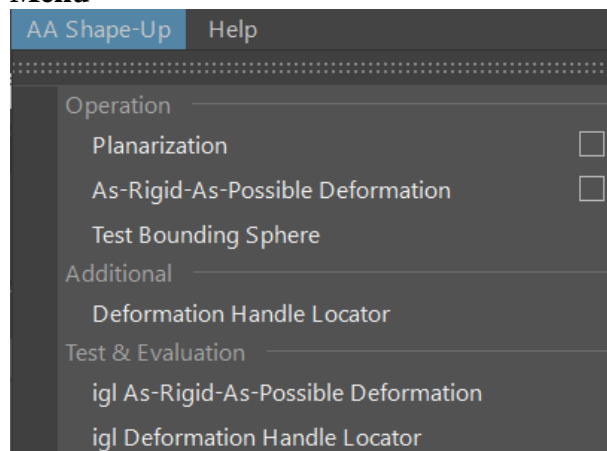 AA Shape-Up Help
Operation
Planarization
As-Rigid-As-Possible Deformation
Test Bounding Sphere
Additional
Deformation Handle Locator
Test & Evaluation
igl As-Rigid-As-Possible Deformation
igl Deformation Handle Locator